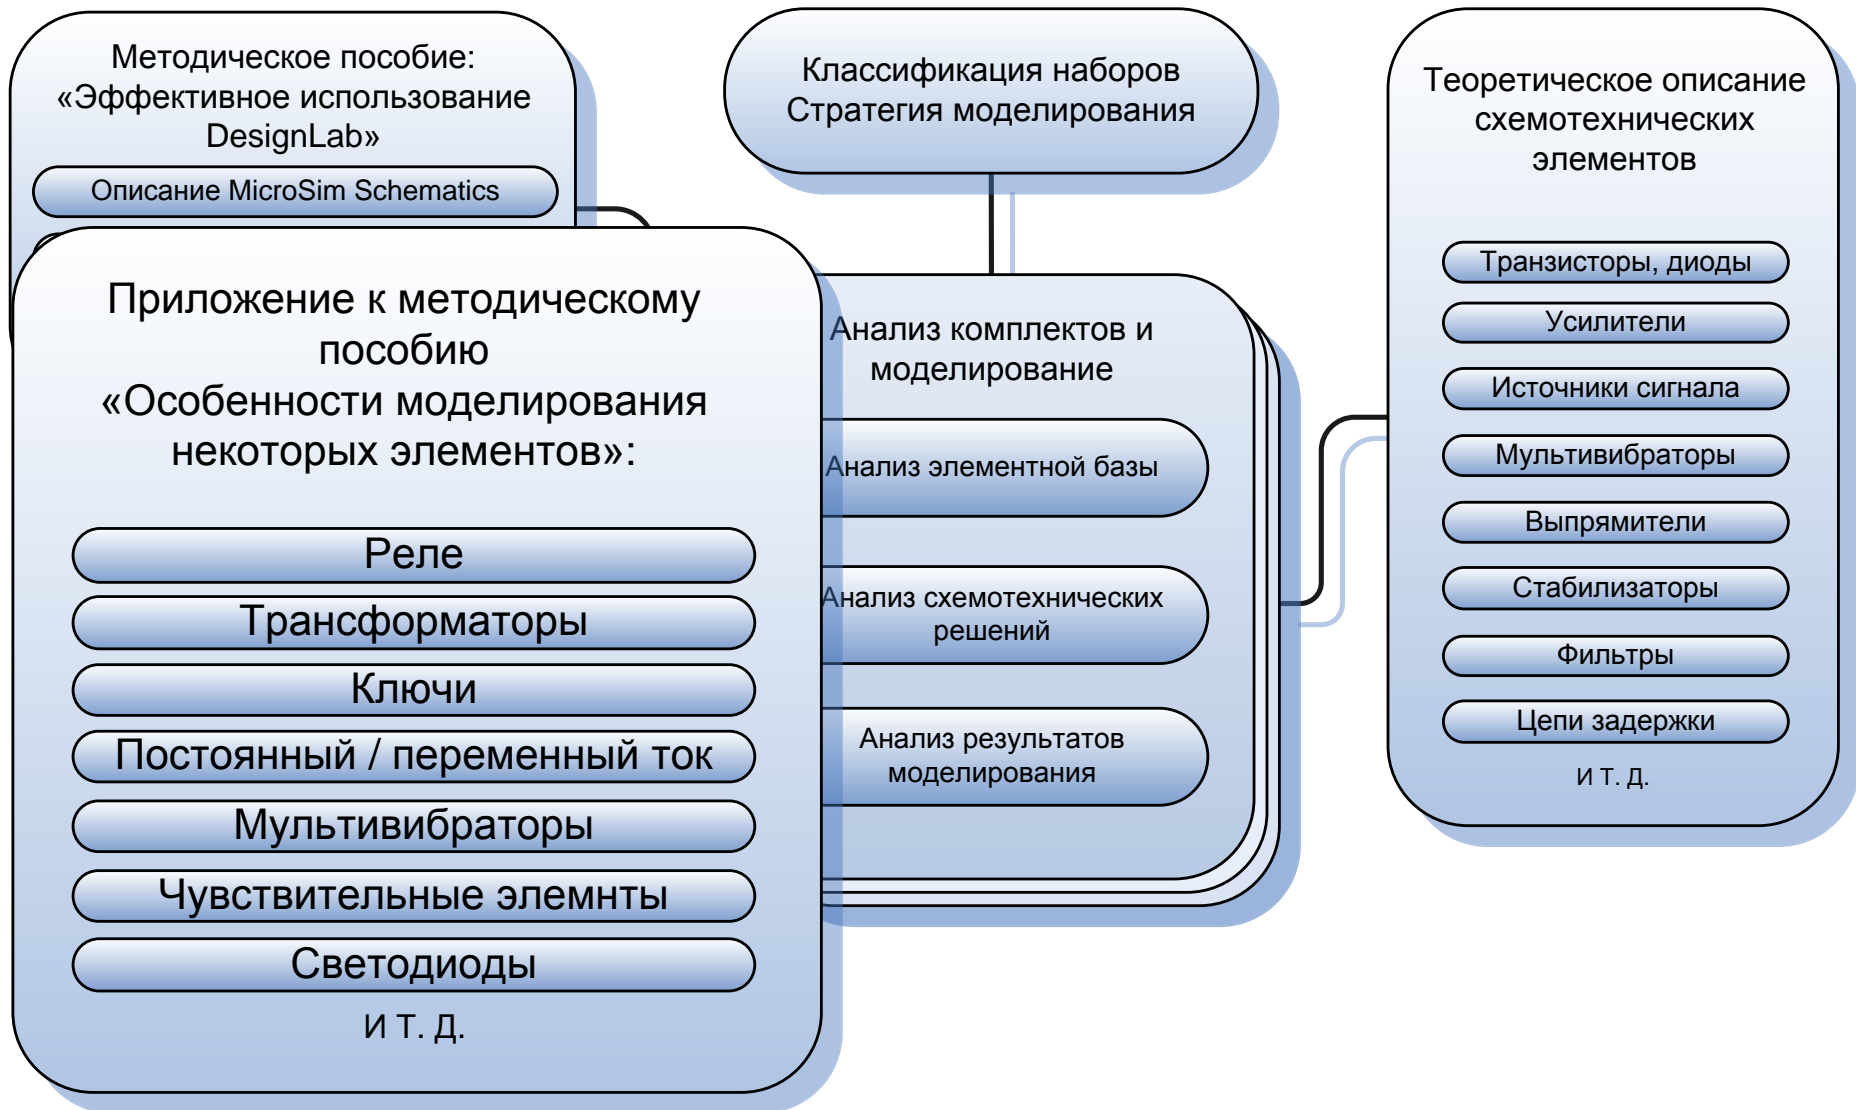 Методическое пособие:
«Эффективное использование
DesignLab»
Описание MicroSim Schematics
Приложение к методическому
пособию
«Особенности моделирования
некоторых элементов»:
Реле
Трансформаторы
Ключи
Постоянный / переменный ток
Мультивибраторы
Чувствительные элемнты
Светодиоды
И Т. Д.
Классификация наборов
Стратегия моделирования
Анализ комплектов и
моделирование
Анализ элементной базы
Анализ схемотехнических
решений
Анализ результатов
моделирования
Теоретическое описание
схемотехнических
элементов
Транзисторы, диоды
Усилители
Источники сигнала
Мультивибраторы
Выпрямители
Стабилизаторы
Фильтры
Цепи задержки
И Т. Д.